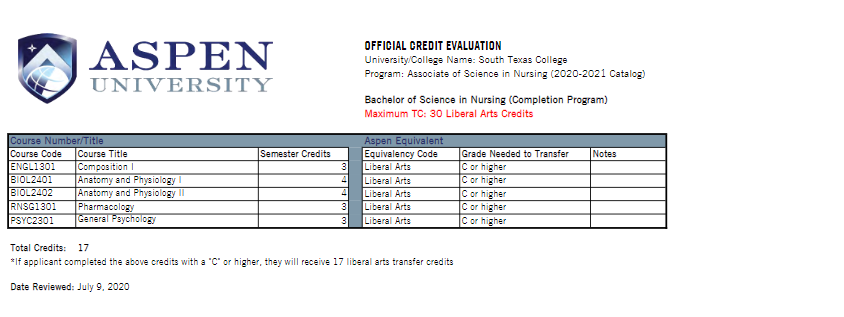 ASPEN
UNIVERSITY
OFFICIAL CREDIT EVALUATION
University/College Name: South Texas College
Program: Associate of Science in Nursing (2020-2021 Catalog)
Bachelor of Science in Nursing (Completion Program)
Maximum TC: 30 Liberal Arts Credits
Course Number/Title Aspen Equivalent
Course Code Course Title Semester Credits Equivalency Code Grade Needed to Transfer Notes
ENGL1301 Composition I 3 Liberal Arts C or higher
BIOL2401 Anatomy and Physiology I 4 Liberal Arts C or higher
BIOL2402 Anatomy and Physiology II 4 Liberal Arts C or higher
RNSG1301 Pharmacology 3 Liberal Arts C or higher
PSYC2301 General Psychology 3 Liberal Arts C or higher
Total Credits: 17
*If applicant completed the above credits with a "C" or higher, they will receive 17 liberal arts transfer credits
Date Reviewed: July 9, 2020